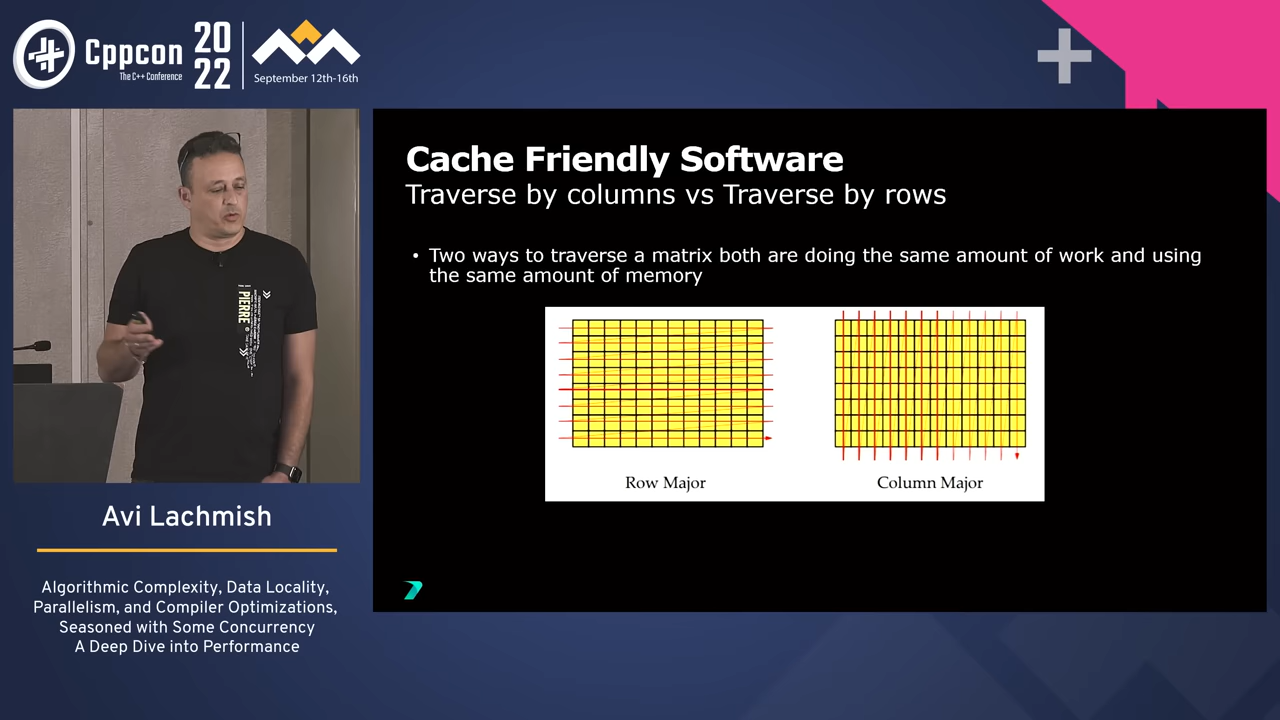 Cppcon
The C++ Conference
20
22
September 12th-16th
PIERRE
Cache Friendly Software
Traverse by columns vs Traverse by rows
• Two ways to traverse a matrix both are doing the same amount of work and using
the same amount of memory
Row Major
Column Major
Avi Lachmish
Algorithmic Complexity, Data Locality,
Parallelism, and Compiler Optimizations,
Seasoned with Some Concurrency
A Deep Dive into Performance